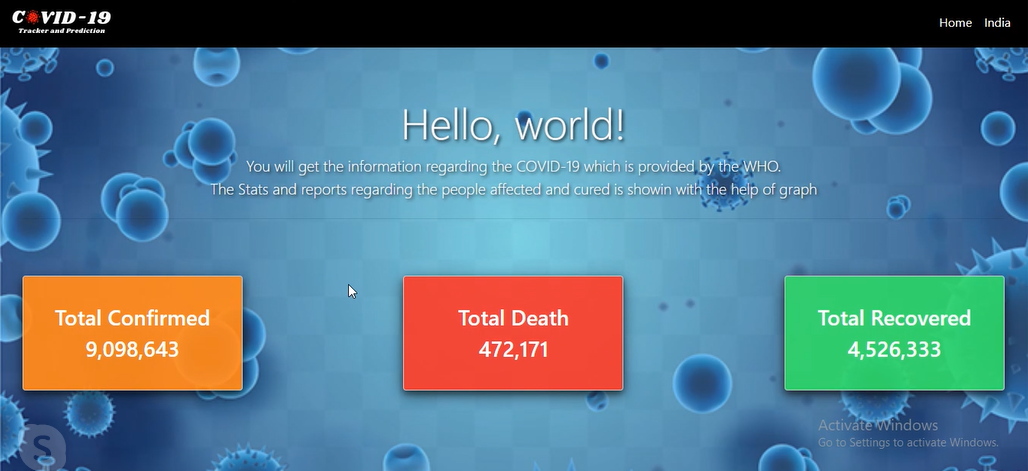 COVID-19
Tracker and Prediction
Home India
Hello, world!
You will get the information regarding the COVID-19 which is provided by the WHO.
The Stats and reports regarding the people affected and cured is showin with the help of graph
Total Confirmed
9,098,643
Total Death
472,171
Total Recovered
4,526,333
Activate Windows
Go to Settings to activate Windows.
S